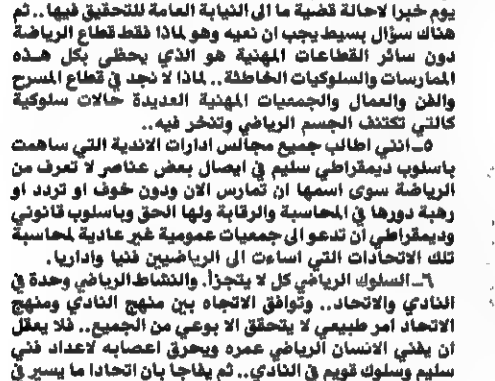 يوم خبرا لاحالة قضية ما الى النيابة العامة للتحقيق فيها.. ثم
هناك سؤال بسيط يجب ان نعيه وهو لماذا فقط قطاع الرياضة
دون سائر القطاعات المهنية هو الذي يحظى بكل هذه
الممارسات والسلوكيات الخاطئة.. لماذا لا نجد في قطاع المسرح
والفن والعمال والجمعيات المهنية العديدة حالات سلوكية
كالتي تكتنف الجسم الرياضي وتنخر فيه..
٥ـ انني اطالب جميع مجالس ادارات الاندية التي ساهمت
باسلوب ديمقراطي سليم في ايصال بعض عناصر لا تعرف من
الرياضة سوى اسمها ان تمارس الان ودون خوف او تردد او
رهبة دورها في المحاسبة والرقابة ولها الحق وباسلوب قانوني
وديمقراطي ان تدعو الى جمعيات عمومية غير عادية لمحاسبة
تلك الاتحادات التي اساءت الى الرياضيين فنيا واداريا.
٦ـ السلوك الرياضي كل لا يتجزأ. والنشاط الرياضي وحدة في
النادي والاتحاد.. وتوافق الاتجاه بين منهج النادي ومنهج
الاتحاد امر طبيعي لا يتحقق الا بوعي من الجميع.. فلا يعقل
ان يفني الانسان الرياضي عمره ويحرق اعصابه لاعداد فني
سليم وسلوك قويم في النادي.. ثم يفاجا بان اتحادا ما يسير في